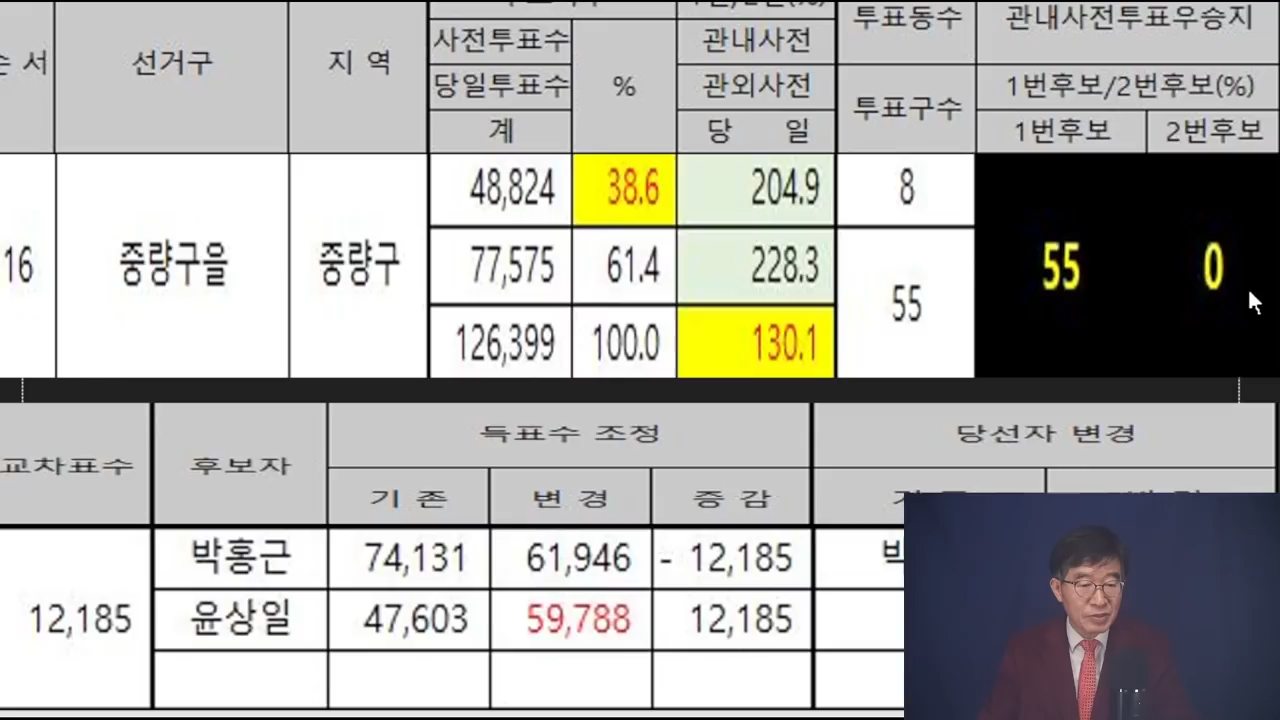 순 서
선거구
지 역
사전투표수
당일투표수
계
%
관내사전
관외사전
당 일
투표동수
투표구수
관내사전투표우승지
1번후보/2번후보(%)
1번후보
2번후보
16
중량구을
중량구
48,824
38.6
204.9
8
77,575
61.4
228.3
55
126,399
100.0
130.1
55
0
교차표수
후보자
득표수 조정
당선자 변경
기 존
변 경
증 감
12,185
박홍근
74,131
61,946
- 12,185
윤상일
47,603
59,788
12,185